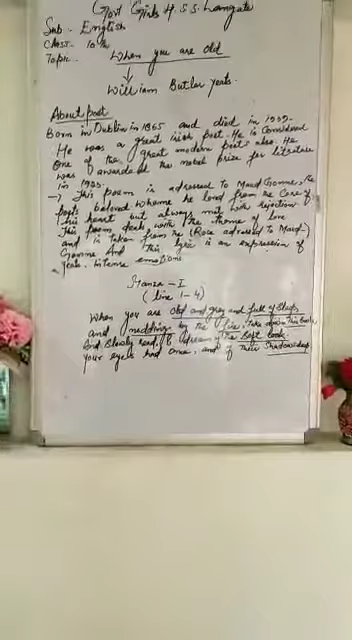 Govt Girls H.S.S. Langate
Sub:- English
Class:- 10th
Topic:- When you are old
William Butler Yeats.
About poet
Born in Dublin in 1865 and died in 1939.
He was a great irish poet. He is Considered
One of the great modern poets also. He
was awarded the nobel prize for literature
in
→ This poem is addressed to Maud Gonne, the
poets beloved whome he loved from the Core of
his heart but always met with rejection
This poem deals with the theme of love
and is taken from the (Rose addressed to Maud)
Gonne And this lyric is an expression of
Yeats. intense emotions
Stanza - I
(line 1-4)
When you are old and grey and full of Sleep
and nodding by the fire, take down this book,
And Slowly read, & dream of the Soft look
Your eyes had once, and of their Shadows deep